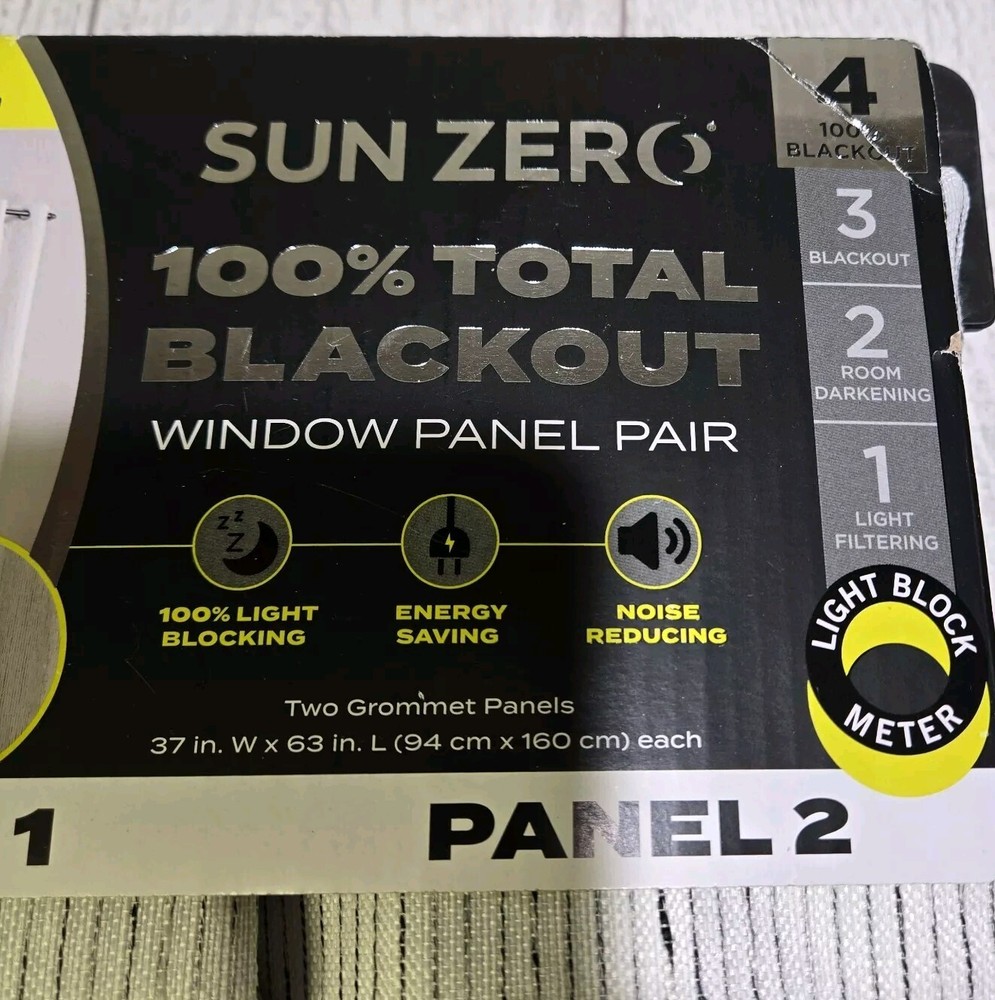 SUN ZERO
100% TOTAL
BLACKOUT
WINDOW PANEL PAIR
z z
Z
100% LIGHT
BLOCKING
ENERGY
SAVING
NOISE
REDUCING
Two Grommet Panels
37 in. W x 63 in. L (94 cm x 160 cm) each
4
100%
BLACKOUT
3
BLACKOUT
2
ROOM
DARKENING
1
LIGHT
FILTERING
LIGHT BLOCK
METER
1
PANEL 2